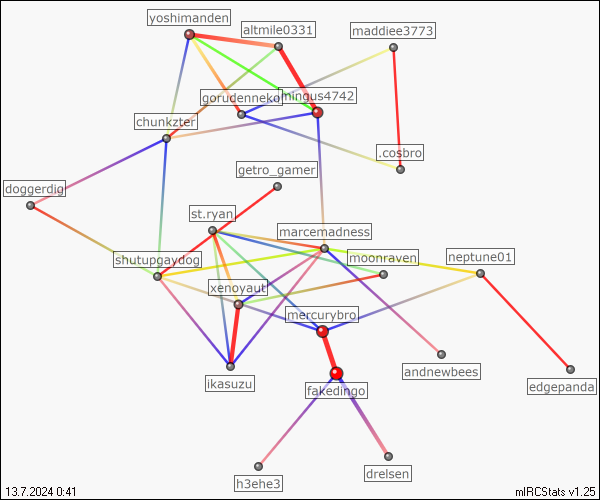 yoshimanden
altmile0331
maddiee3773
gorudenneko
mingus4742
chunkzter
.cosbro
getro_gamer
doggerdig
st.ryan
marcemadness
shutupgaydog
moonraven
neptune01
xenoyaut
mercurybro
ikasuzu
andnewbees
edgepanda
fakedingo
h3ehe3
drelsen
13.7.2024 0:41
mIRCStats v1.25